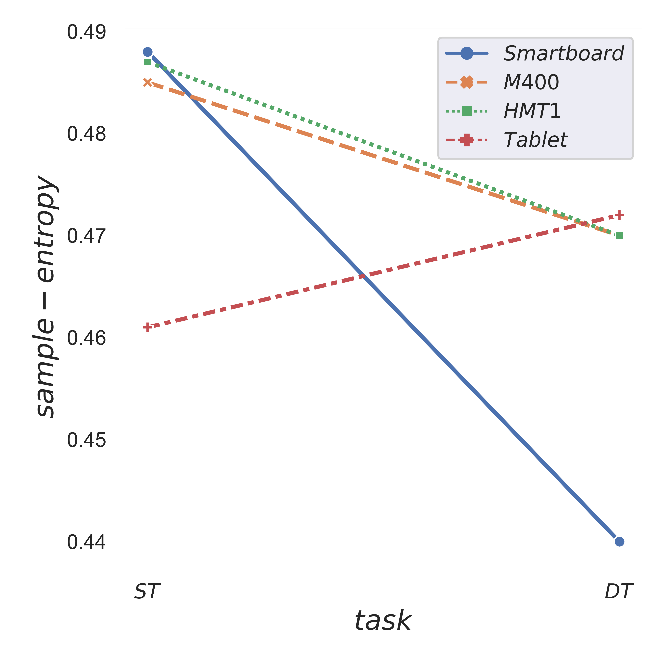 0.49
0.48
0.47
0.46
0.45
0.44
sample − entropy
Smartboard
M400
HMT1
Tablet
ST
DT
task